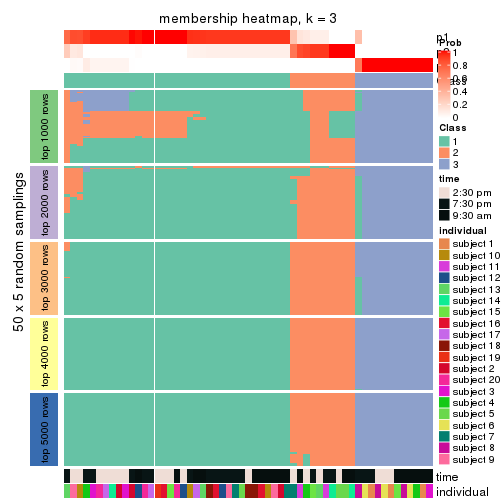 membership heatmap, k = 3
p1
Prob
1
0.8
0.6
0.4
0.2
0
Class
1
2
3
time
2:30 pm
7:30 pm
9:30 am
individual
subject 1
subject 10
subject 11
subject 12
subject 13
subject 14
subject 15
subject 16
subject 17
subject 18
subject 19
subject 2
subject 20
subject 3
subject 4
subject 5
subject 6
subject 7
subject 8
subject 9
50 x 5 random samplings
top 1000 rows
top 2000 rows
top 3000 rows
top 4000 rows
top 5000 rows
time
individual